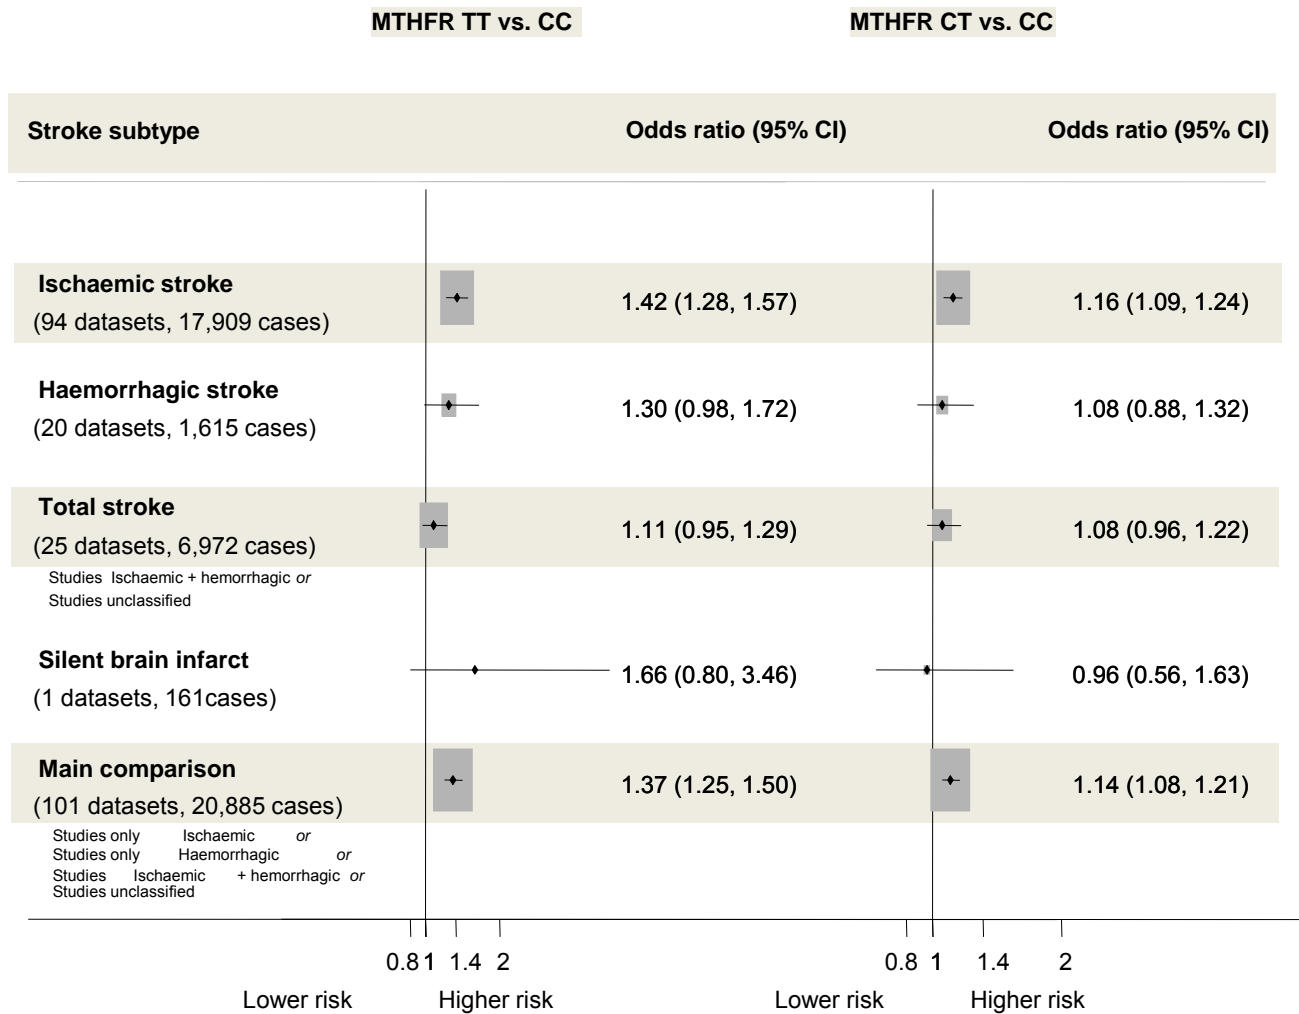 MTHFR TT vs. CC MTHFR CT vs. CC
Stroke subtype Odds ratio (95% CI) Odds ratio (95% CI)
Ischaemic stroke
(94 datasets, 17,909 cases) 1.42 (1.28, 1.57) 1.16 (1.09, 1.24)
Haemorrhagic stroke
(20 datasets, 1,615 cases) 1.30 (0.98, 1.72) 1.08 (0.88, 1.32)
Total stroke
(25 datasets, 6,972 cases) 1.11 (0.95, 1.29) 1.08 (0.96, 1.22)
Studies Ischaemic + hemorrhagic or
Studies unclassified
Silent brain infarct
(1 datasets, 161cases) 1.66 (0.80, 3.46) 0.96 (0.56, 1.63)
Main comparison
(101 datasets, 20,885 cases) 1.37 (1.25, 1.50) 1.14 (1.08, 1.21)
Studies only Ischaemic or
Studies only Haemorrhagic or
Studies Ischaemic + hemorrhagic or
Studies unclassified
0.8 1 1.4 2 0.8 1 1.4 2
Lower risk Higher risk Lower risk Higher risk